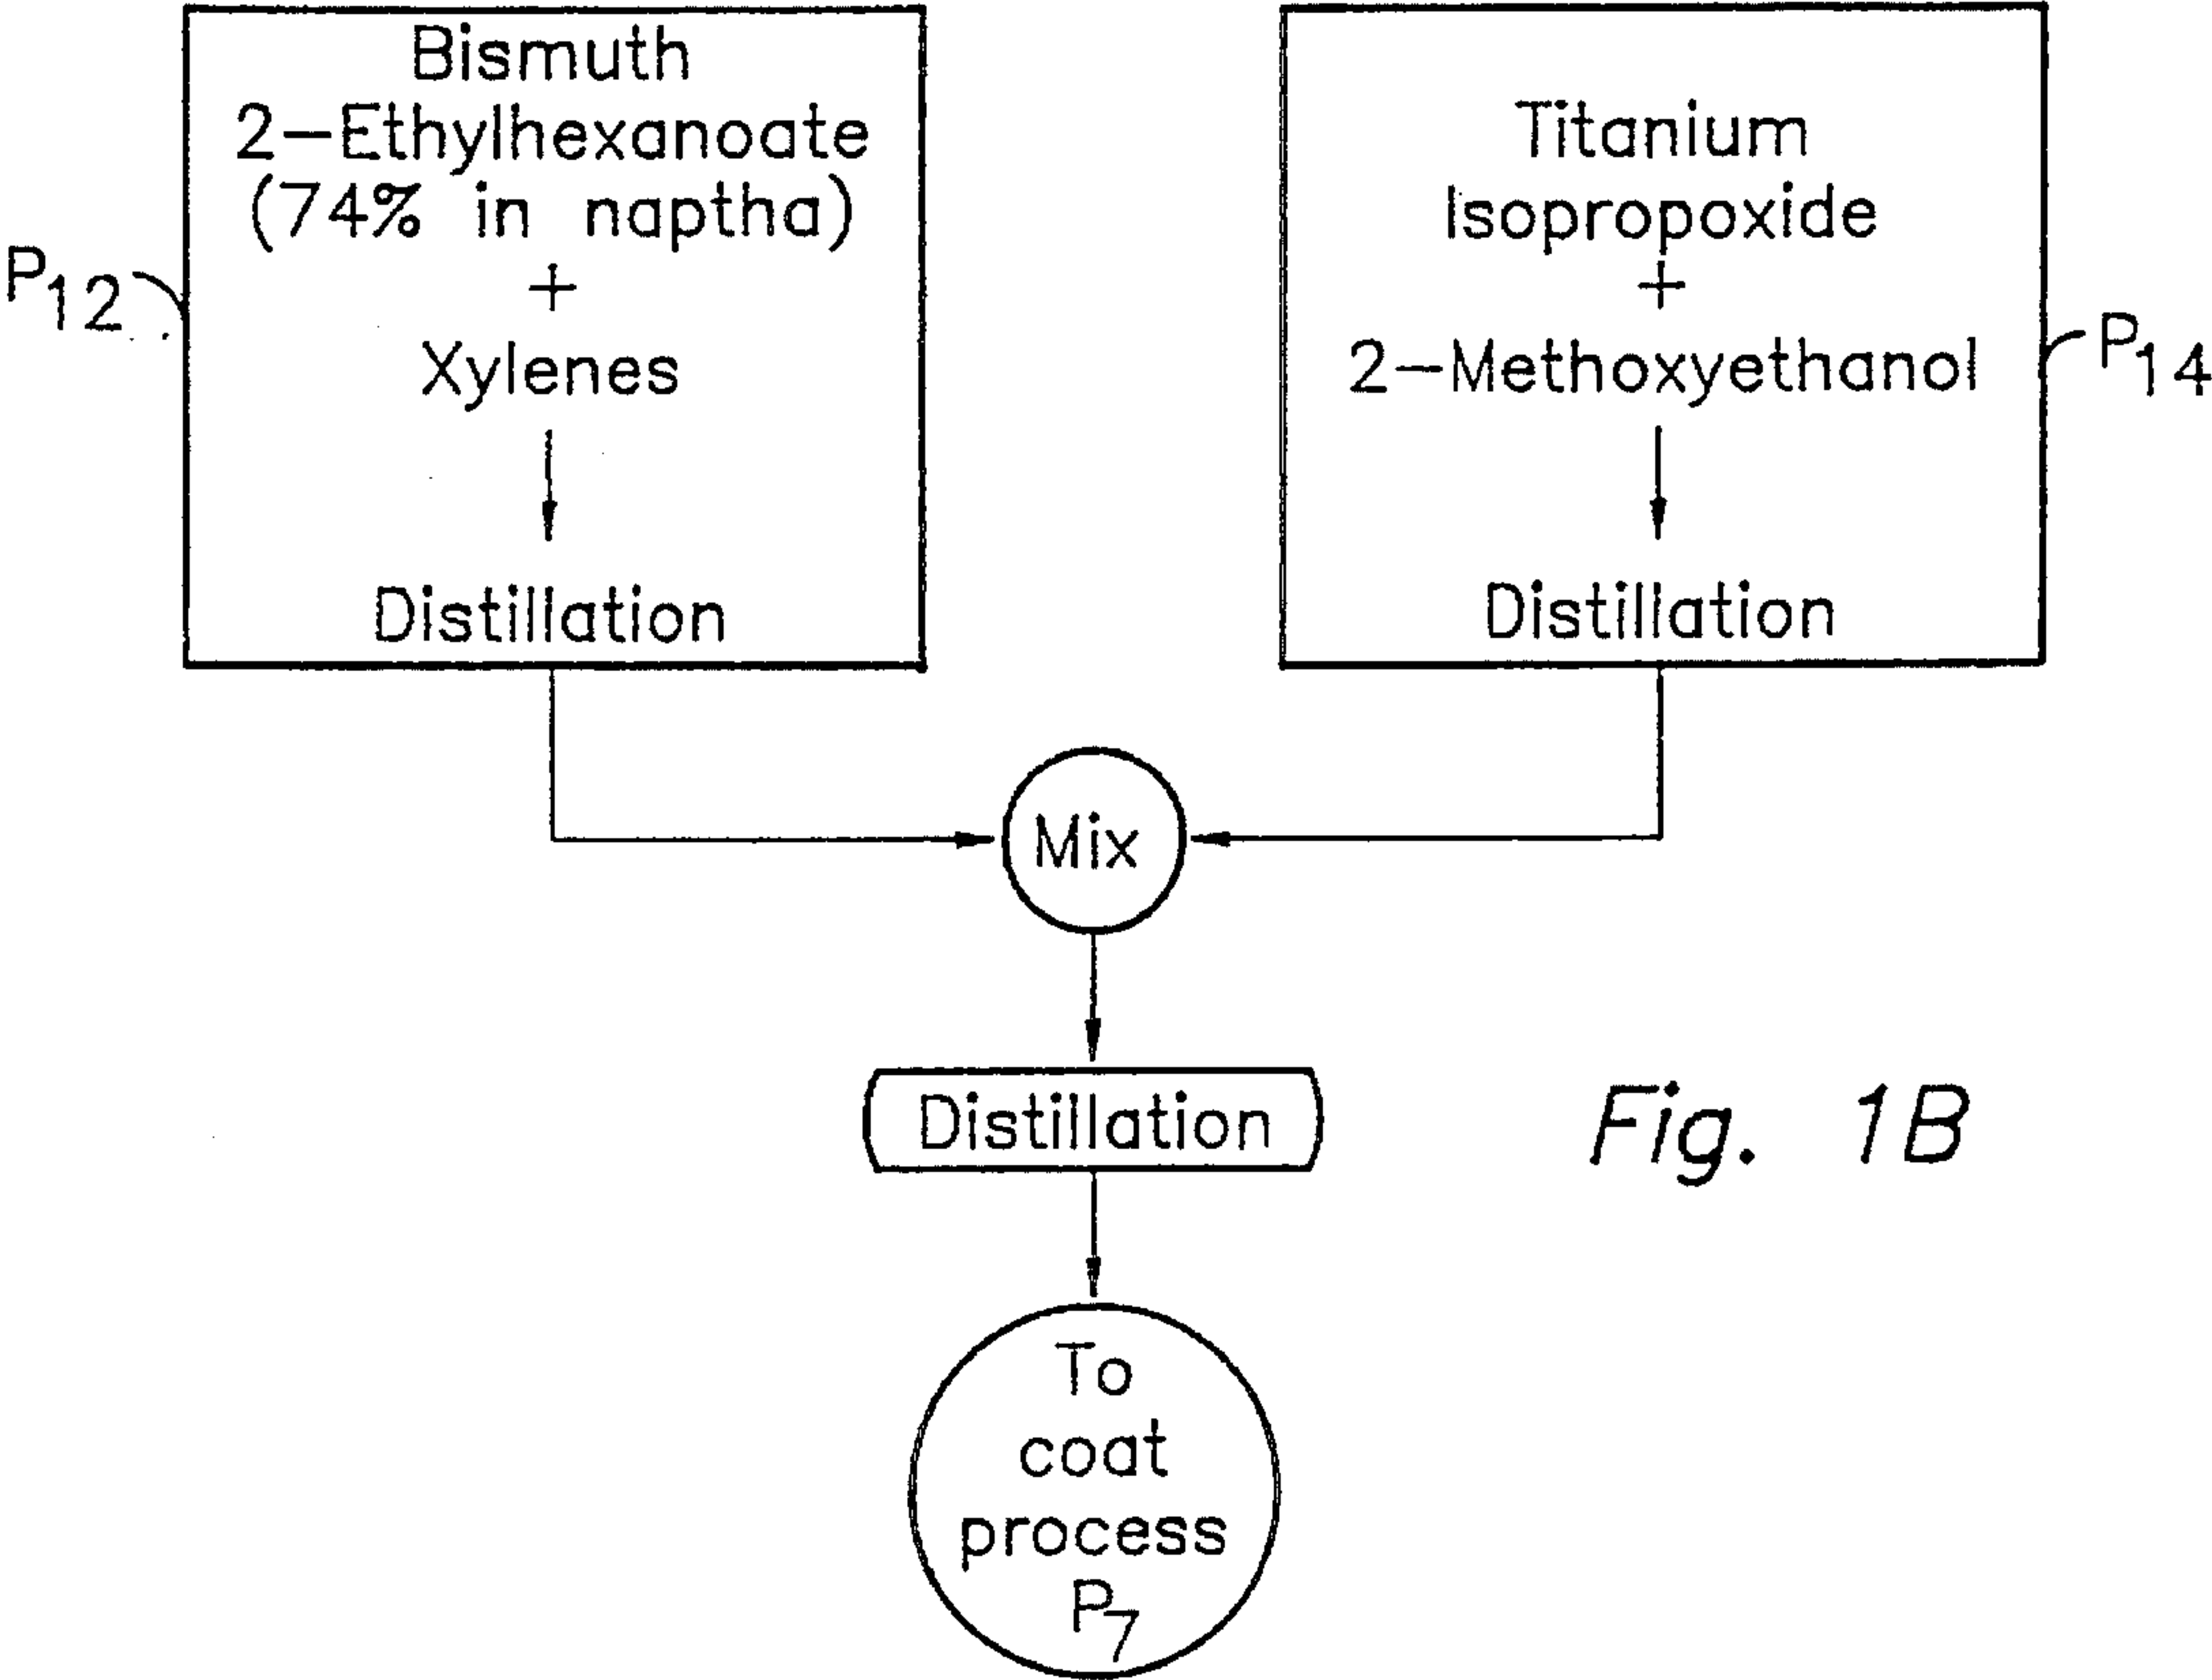 Bismuth
2-Ethylhexanoate
(74% in naptha)
+
Xylenes
Distillation
P12
Titanium
Isopropoxide
+
2-Methoxyethanol
Distillation
P14
Mix
Distillation
Fig. 1B
To
coat
process
P7